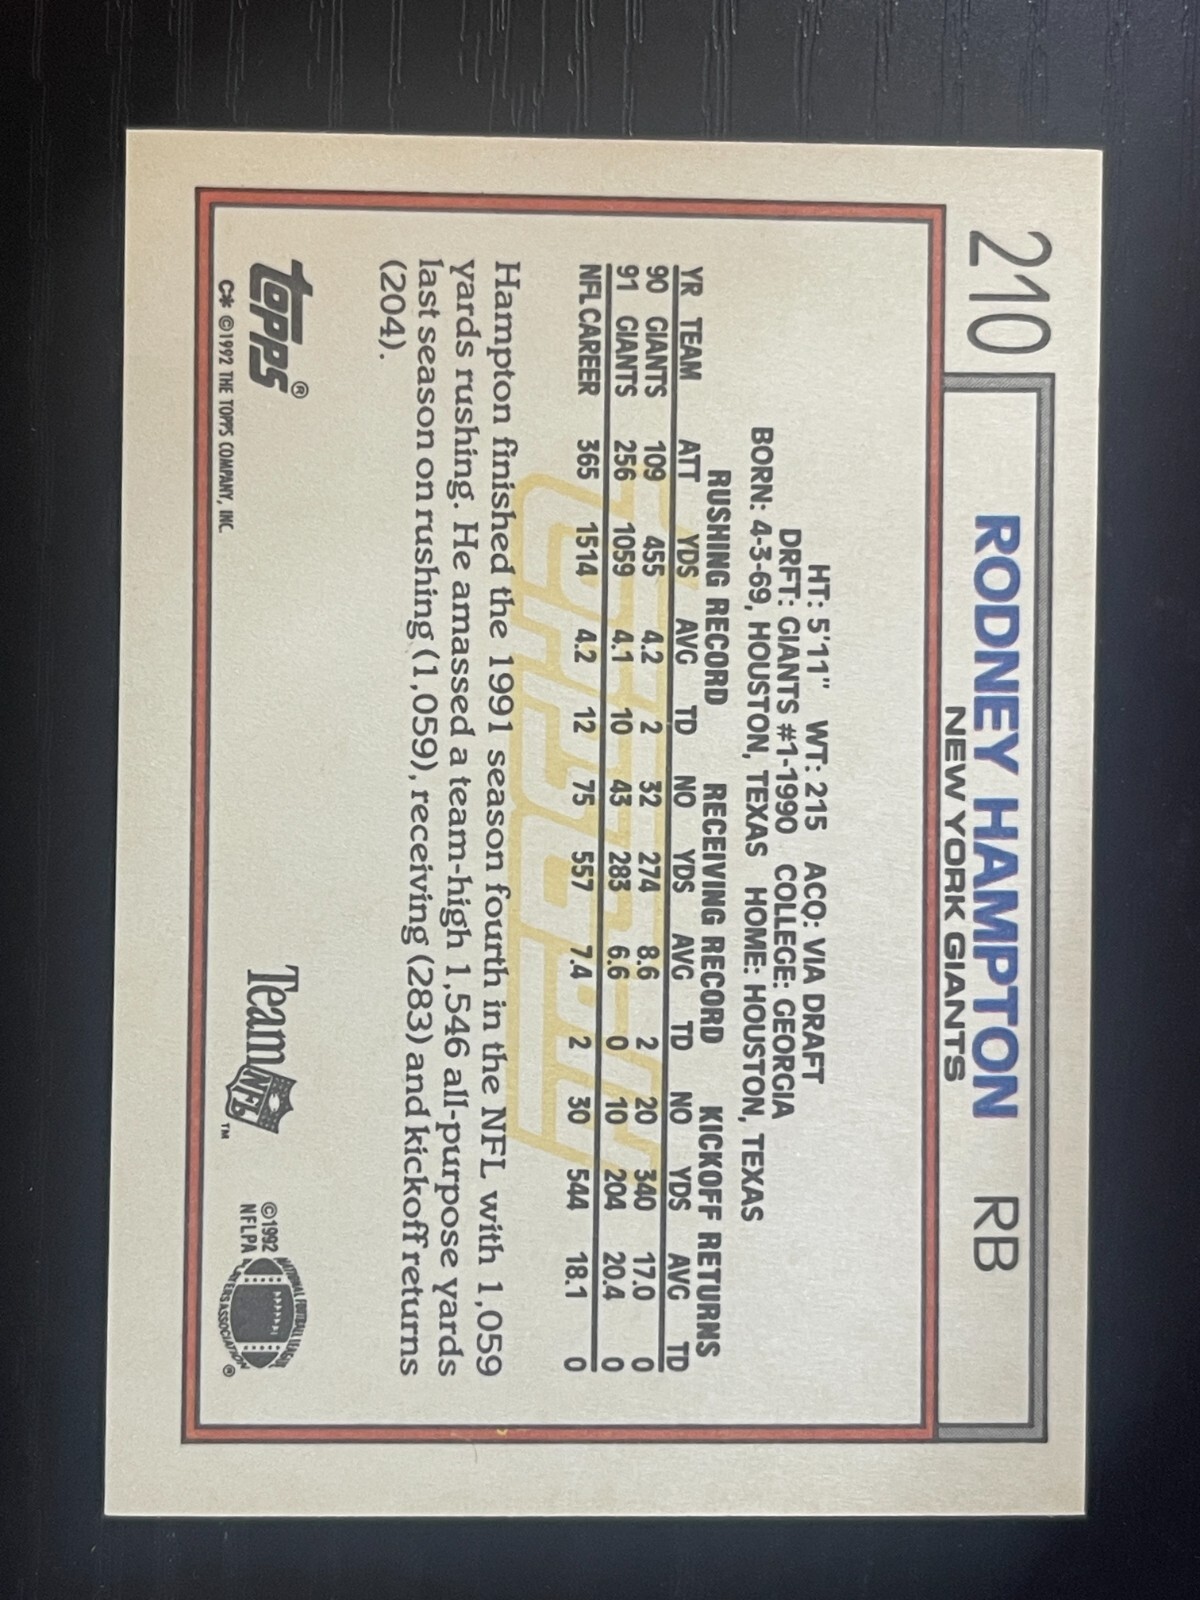 210
RODNEY HAMPTON RB
NEW YORK GIANTS
HT: 5'11" WT: 215 ACQ: VIA DRAFT
DRFT: GIANTS #1-1990 COLLEGE: GEORGIA
BORN: 4-3-69, HOUSTON, TEXAS HOME: HOUSTON, TEXAS
RUSHING RECORD RECEIVING RECORD KICKOFF RETURNS
YR TEAM ATT YDS AVG TD NO YDS AVG TD NO YDS AVG TD
90 GIANTS 109 455 4.2 2 32 274 8.6 2 20 340 17.0 0
91 GIANTS 256 1059 4.1 10 43 283 6.6 0 10 204 20.4 0
NFL CAREER 365 1514 4.2 12 75 557 7.4 2 30 544 18.1 0
Hampton finished the 1991 season fourth in the NFL with 1,059
yards rushing. He amassed a team-high 1,546 all-purpose yards
last season on rushing (1,059), receiving (283) and kickoff returns
(204).
Topps®
C* ©1992 THE TOPPS COMPANY, INC.
Team NFL™
©1992
NFLPA
NATIONAL FOOTBALL LEAGUE
PLAYERS ASSOCIATION®